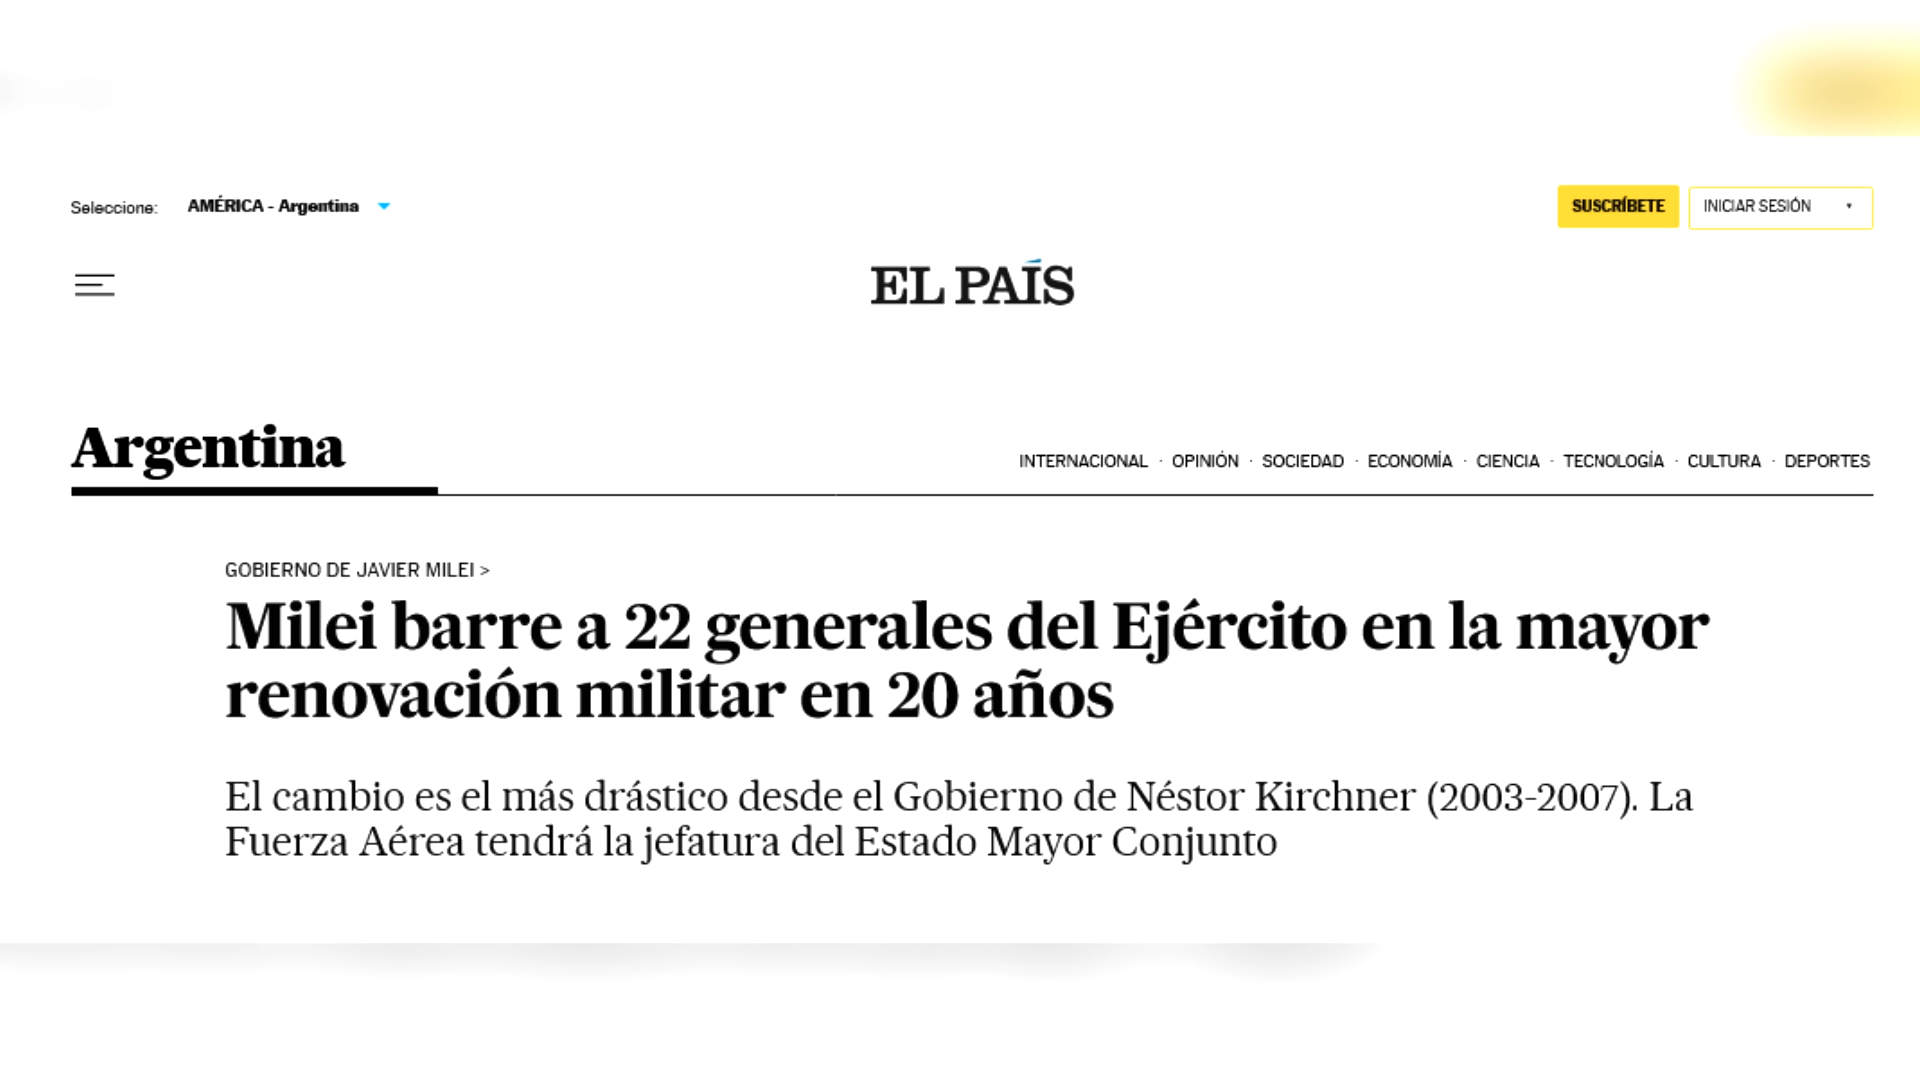 Seleccione: AMÉRICA - Argentina
SUSCRÍBETE INICIAR SESIÓN
EL PAÍS
Argentina
INTERNACIONAL · OPINIÓN · SOCIEDAD · ECONOMÍA · CIENCIA · TECNOLOGÍA · CULTURA · DEPORTES
GOBIERNO DE JAVIER MILEI >
Milei barre a 22 generales del Ejército en la mayor
renovación militar en 20 años
El cambio es el más drástico desde el Gobierno de Néstor Kirchner (2003-2007). La
Fuerza Aérea tendrá la jefatura del Estado Mayor Conjunto